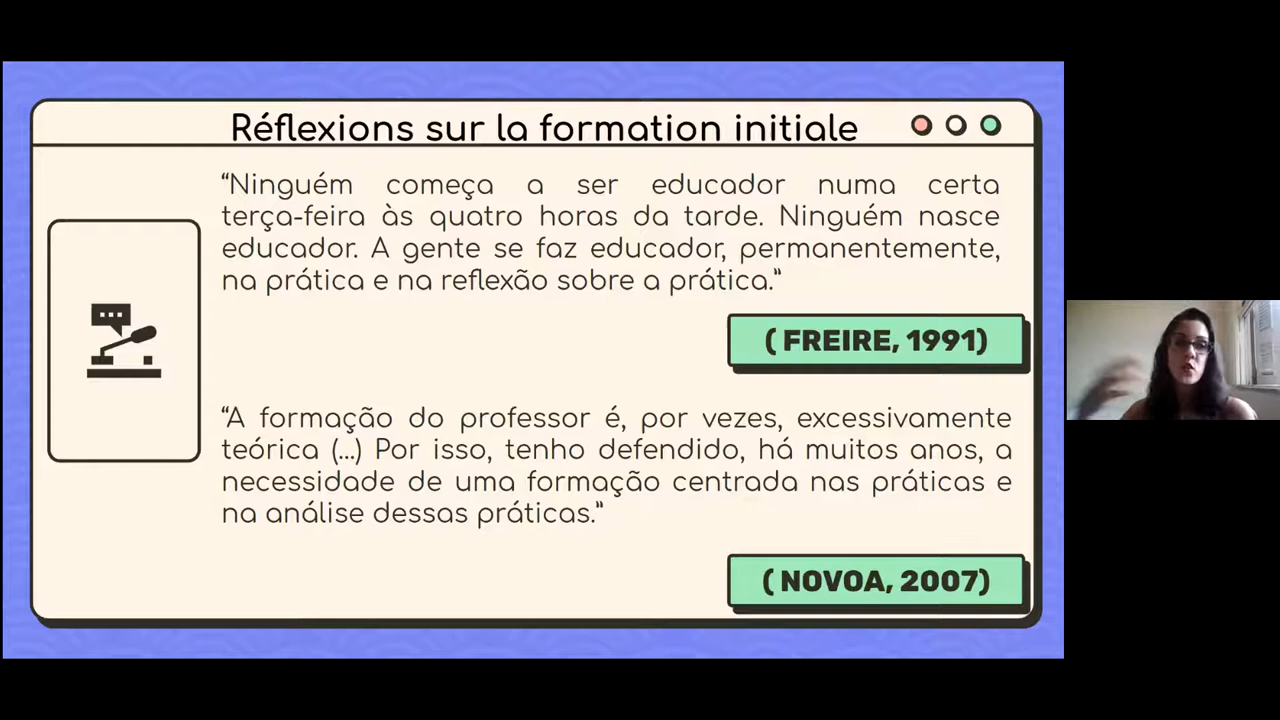 Réflexions sur la formation initiale
“Ninguém começa a ser educador numa certa
terça-feira às quatro horas da tarde. Ninguém nasce
educador. A gente se faz educador, permanentemente,
na prática e na reflexão sobre a prática.”
( FREIRE, 1991)
“A formação do professor é, por vezes, excessivamente
teórica (...) Por isso, tenho defendido, há muitos anos, a
necessidade de uma formação centrada nas práticas e
na análise dessas práticas.”
( NOVOA, 2007)